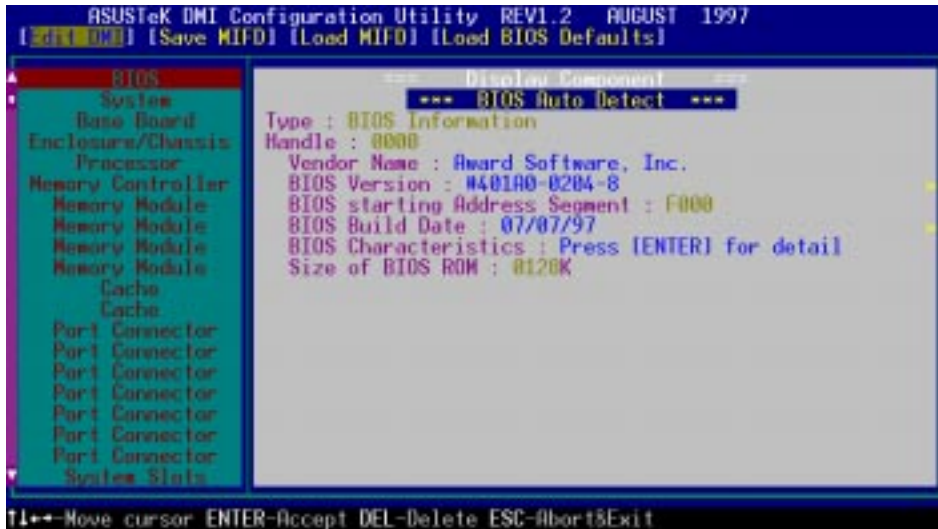 ASUSTeK DMI Configuration Utility REV1.2 AUGUST 1997
[Edit DMI] [Save MIFD] [Load MIFD] [Load BIOS Defaults]
BIOS
System
Base Board
Enclosure/Chassis
Processor
Memory Controller
Memory Module
Memory Module
Memory Module
Memory Module
Cache
Cache
Port Connector
Port Connector
Port Connector
Port Connector
Port Connector
Port Connector
Port Connector
System Slots
=== Display Component ===
*** BIOS Auto Detect ***
Type : BIOS Information
Handle : 0000
Vendor Name : Award Software, Inc.
BIOS Version : #401A0-0204-8
BIOS starting Address Segment : F000
BIOS Build Date : 07/07/97
BIOS Characteristics : Press [ENTER] for detail
Size of BIOS ROM : 0128K
↑↓→←-Move cursor ENTER-Accept DEL-Delete ESC-Abort&Exit